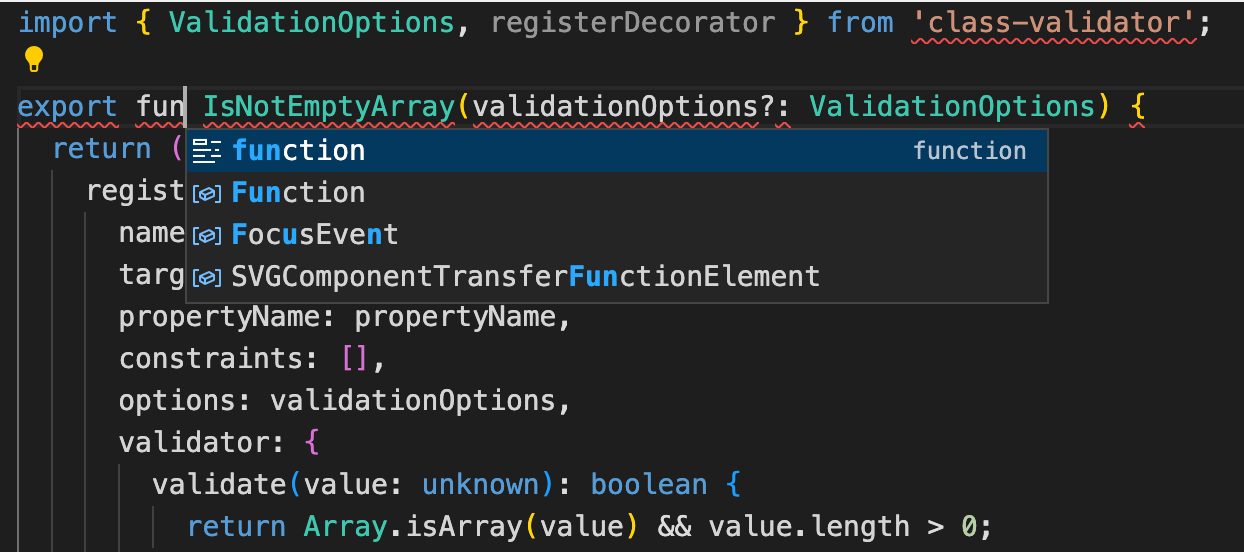 import { ValidationOptions, registerDecorator } from 'class-validator';
export fun IsNotEmptyArray(validationOptions?: ValidationOptions) {
return (
function function
regist
Function
name
FocusEvent
targ
SVGComponentTransferFunctionElement
propertyName: propertyName,
constraints: [],
options: validationOptions,
validator: {
validate(value: unknown): boolean {
return Array.isArray(value) && value.length > 0;